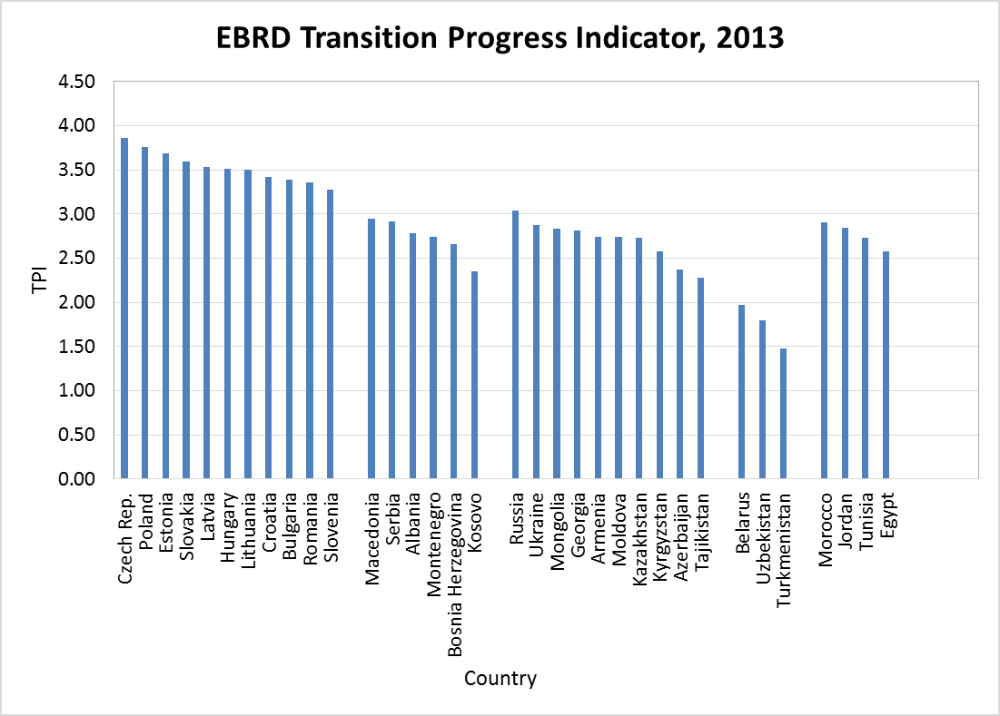 EBRD Transition Progress Indicator, 2013
4.50
4.00
3.50
3.00
2.50
2.00
1.50
1.00
0.50
0.00
TPI
Czech Rep.
Poland
Estonia
Slovakia
Latvia
Hungary
Lithuania
Croatia
Bulgaria
Romania
Slovenia
Macedonia
Serbia
Albania
Montenegro
Bosnia Herzegovina
Kosovo
Russia
Ukraine
Mongolia
Georgia
Armenia
Moldova
Kazakhstan
Kyrgyzstan
Azerbaijan
Tajikistan
Belarus
Uzbekistan
Turkmenistan
Morocco
Jordan
Tunisia
Egypt
Country